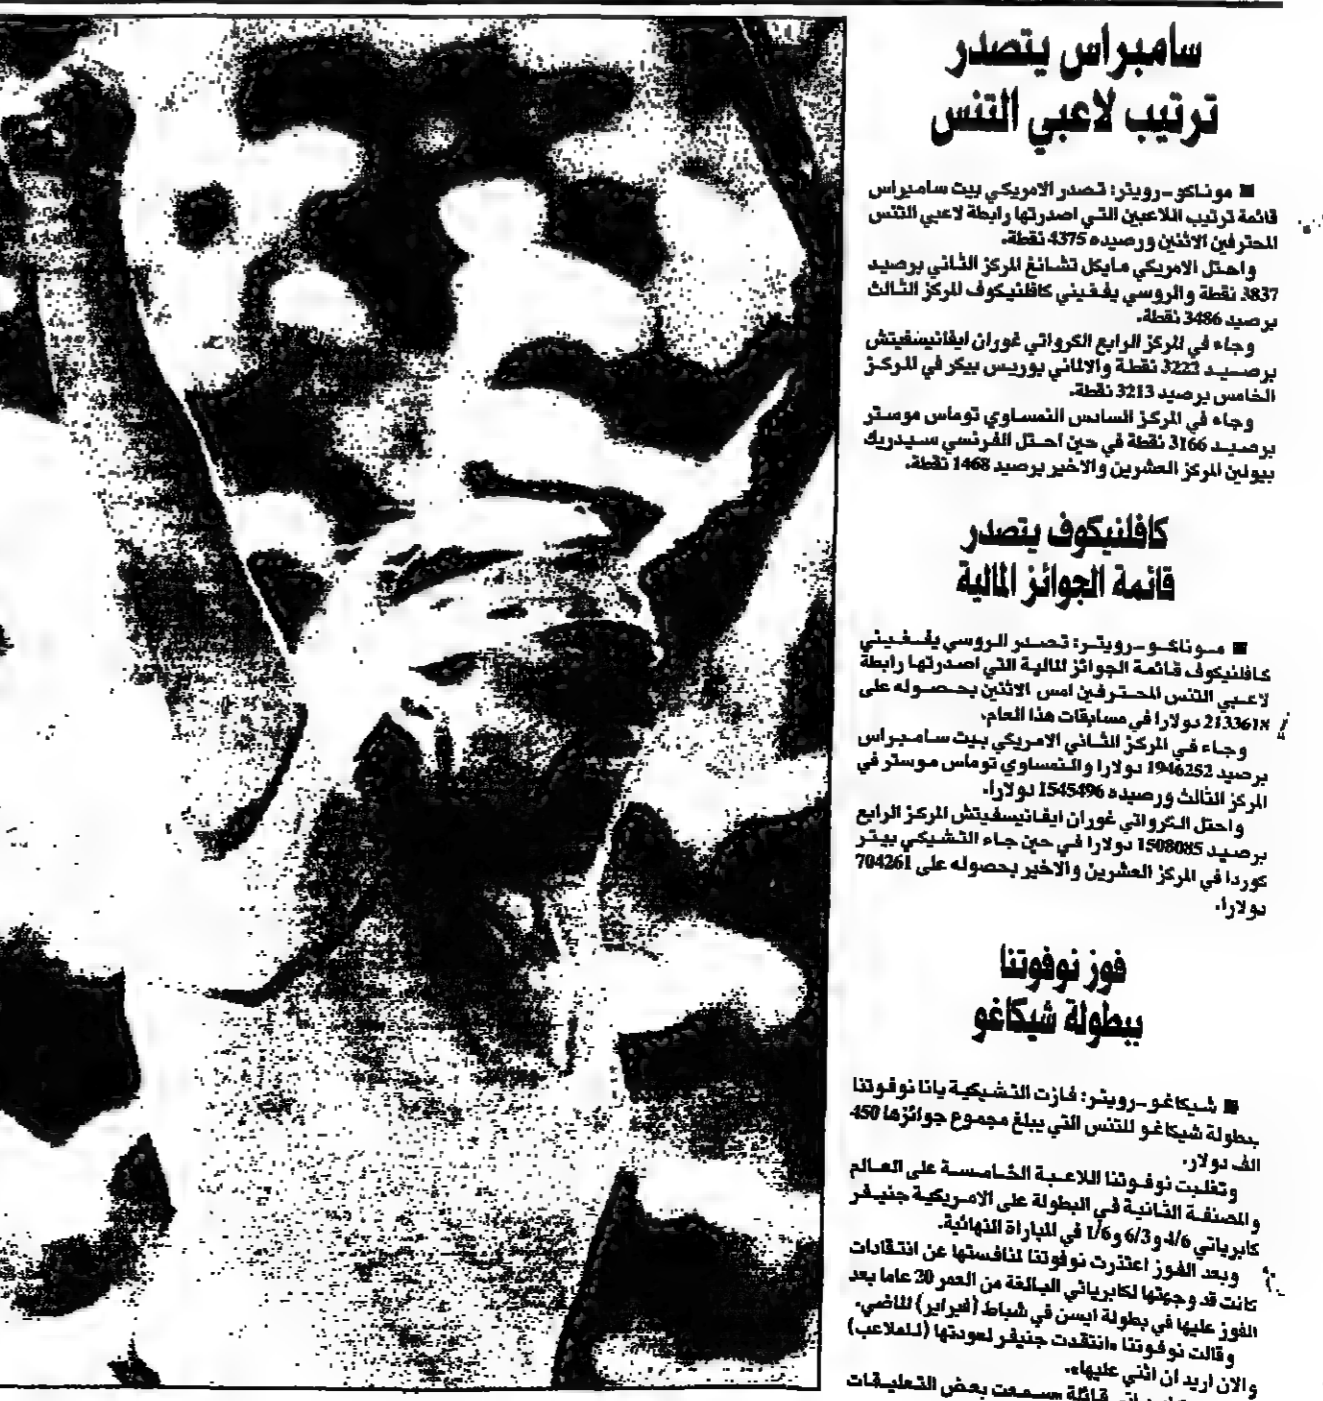 سامبراس يتصدر
ترتيب لاعبي التنس
■ موناكو ـ رويتر: تصدر الامريكي بيت سامبراس
قائمة ترتيب اللاعبين التي اصدرتها رابطة لاعبي التنس
المحترفين الاثنين ورصيده 4375 نقطة.
واحتل الامريكي مايكل تشانغ المركز الثاني برصيد
3837 نقطة والروسي يفغيني كافلنيكوف المركز الثالث
برصيد 3486 نقطة.
وجاء في المركز الرابع الكرواتي غوران ايفانيسفيتش
برصيد 3222 نقطة والالماني بوريس بيكر في المركز
الخامس برصيد 3213 نقطة.
وجاء في المركز السادس النمساوي توماس موستر
برصيد 3166 نقطة في حين احتل الفرنسي سيدريك
بيولين المركز العشرين والاخير برصيد 1468 نقطة.
كافلنيكوف يتصدر
قائمة الجوائز المالية
■ موناكو ـ رويتر: تصدر الروسي يفغيني
كافلنيكوف قائمة الجوائز المالية التي اصدرتها رابطة
لاعبي التنس المحترفين امس الاثنين بحصوله على
2133618 دولارا في مسابقات هذا العام.
وجاء في المركز الثاني الامريكي بيت سامبراس
برصيد 1946252 دولارا والنمساوي توماس موستر في
المركز الثالث ورصيده 1545496 دولارا.
واحتل الكرواتي غوران ايفانيسفيتش المركز الرابع
برصيد 1508085 دولارا في حين جاء التشيكي بيتر
كوردا في المركز العشرين والاخير بحصوله على 704261
دولارا.
فوز نوفوتنا
ببطولة شيكاغو
■ شيكاغو ـ رويتر: فازت التشيكية يانا نوفوتنا
ببطولة شيكاغو للتنس التي يبلغ مجموع جوائزها 450
الف دولار.
وتغلبت نوفوتنا اللاعبة الخامسة على العالم
والمصنفة الثانية في البطولة على الامريكية جنيفر
كابرياتي 4/6 و6/3 و1/6 في المباراة النهائية.
وبعد الفوز اعتذرت نوفوتنا لمنافستها عن انتقادات
كانت قد وجهتها لكابرياتي البالغة من العمر 20 عاما بعد
الفوز عليها في بطولة ايسن في شباط (فبراير) الماضي.
وقالت نوفوتنا «انتقدت جنيفر لعودتها (للملاعب)
والان اريد ان اثني عليها».
قائلة «سمعت بعض التعليقات